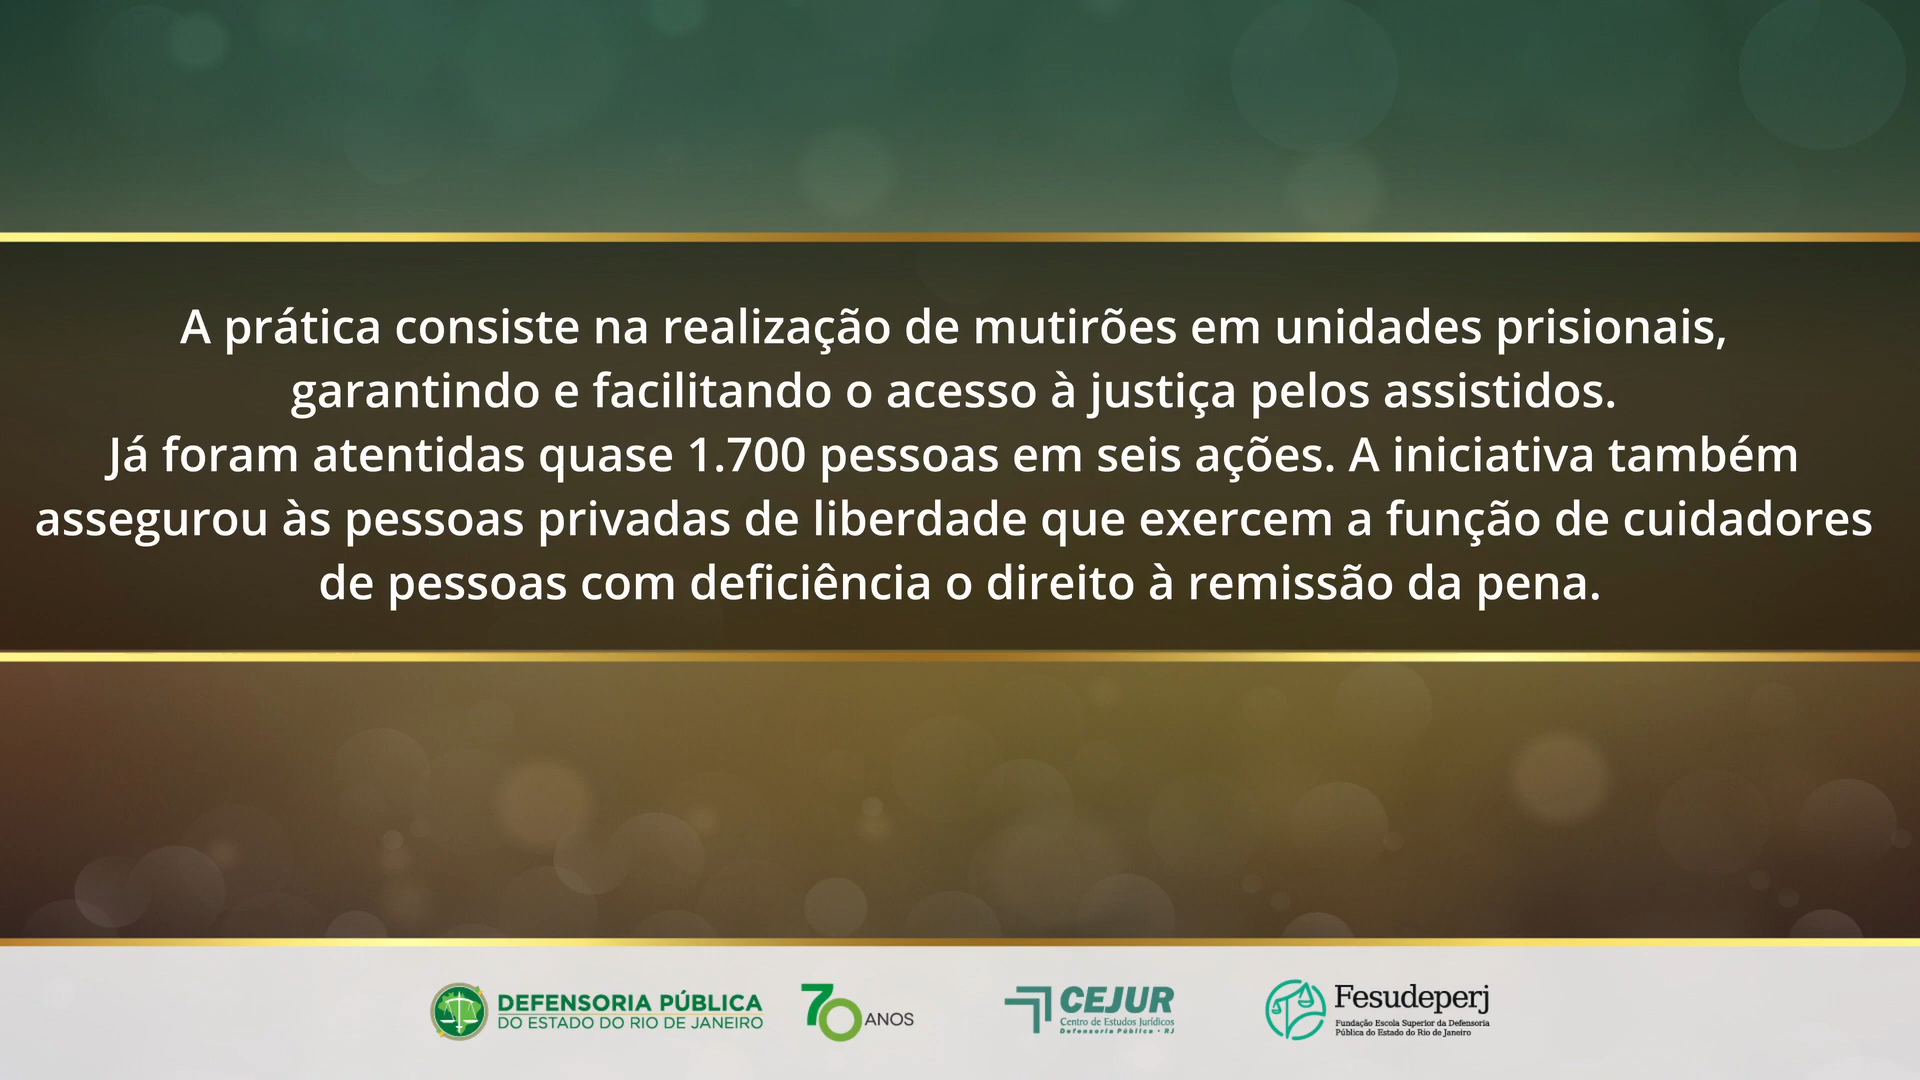 A prática consiste na realização de mutirões em unidades prisionais,
garantindo e facilitando o acesso à justiça pelos assistidos.
Já foram atentidas quase 1.700 pessoas em seis ações. A iniciativa também
assegurou às pessoas privadas de liberdade que exercem a função de cuidadores
de pessoas com deficiência o direito à remissão da pena.
DEFENSORIA PÚBLICA
DO ESTADO DO RIO DE JANEIRO
70 ANOS
CEJUR
Centro de Estudos Jurídicos
Defensoria Pública • RJ
Fesudeperj
Fundação Escola Superior da Defensoria
Pública do Estado do Rio de Janeiro